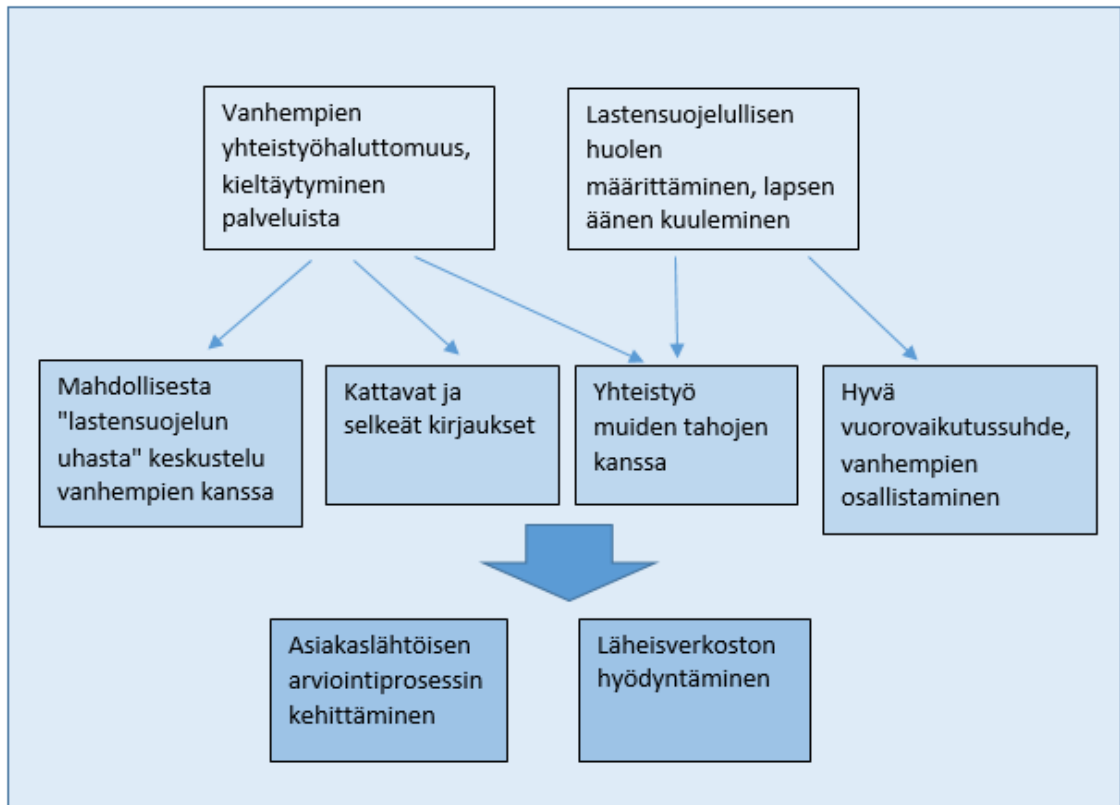 Vanhempien
yhteistyöhaluttomuus,
kieltäytyminen
palveluista
Lastensuojelullisen
huolen
määrittäminen, lapsen
äänen kuuleminen
Mahdollisesta
"lastensuojelun
uhasta" keskustelu
vanhempien kanssa
Kattavat ja
selkeät kirjaukset
Yhteistyö
muiden tahojen
kanssa
Hyvä
vuorovaikutussuhde,
vanhempien
osallistaminen
Asiakaslähtöisen
arviointiprosessin
kehittäminen
Läheisverkoston
hyödyntäminen